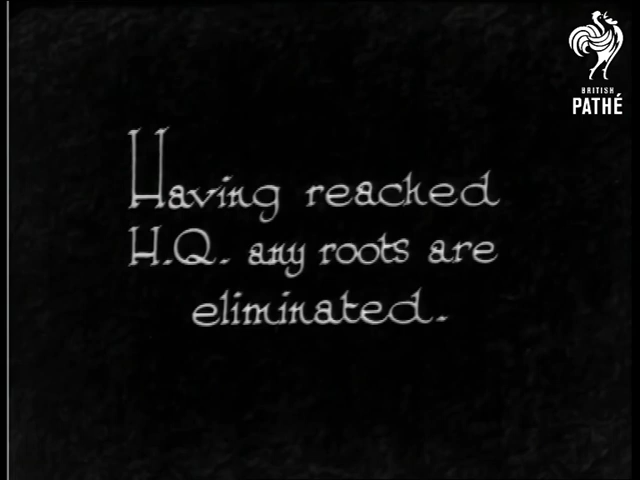 BRITISH
PATHÉ
Having reached
H.Q. any roots are
eliminated.